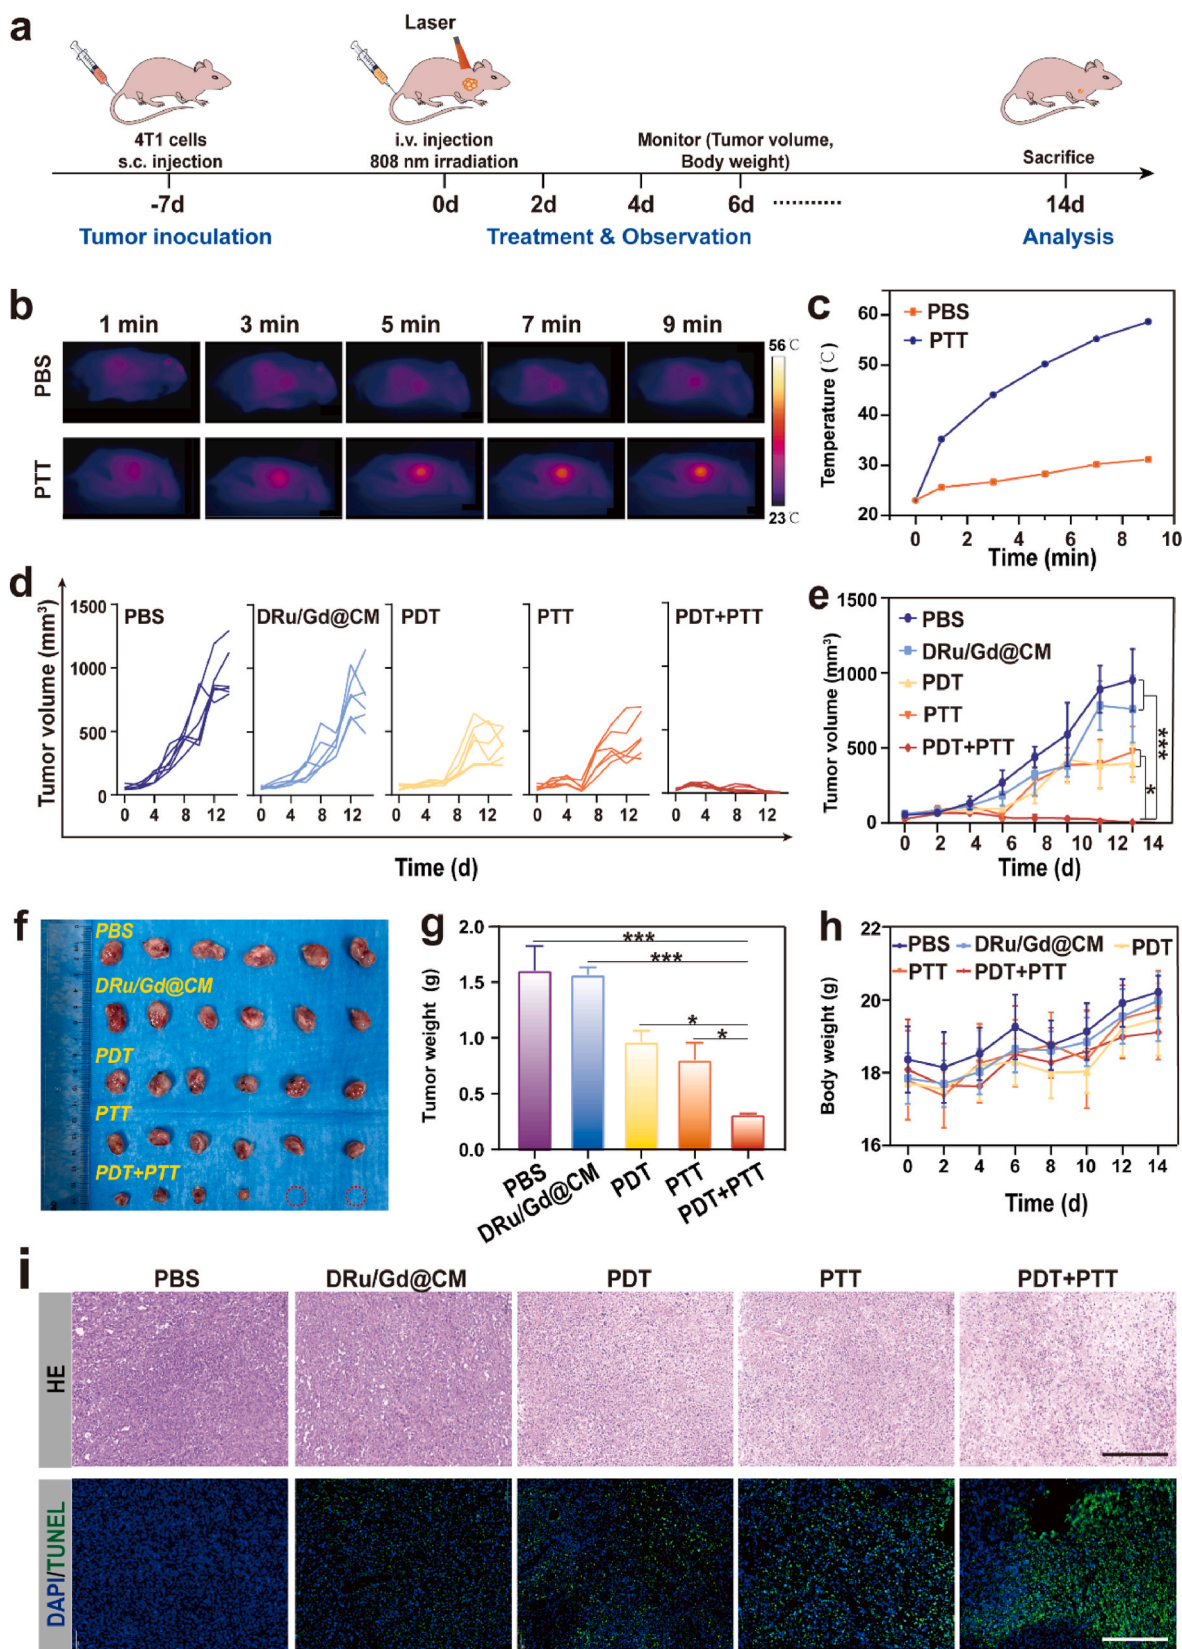 a
Laser
4T1 cells
s.c. injection
i.v. injection
808 nm irradiation
Monitor (Tumor volume,
Body weight)
Sacrifice
-7d
0d
2d
4d
6d
14d
Tumor inoculation
Treatment & Observation
Analysis
b
1 min
3 min
5 min
7 min
9 min
PBS
PTT
56 ℃
23 ℃
c
PBS
PTT
Temperature (℃)
60
50
40
30
20
0 2 4 6 8 10
Time (min)
d
Tumor volume (mm³)
1500
1000
500
0
PBS
DRu/Gd@CM
PDT
PTT
PDT+PTT
0 4 8 12
0 4 8 12
0 4 8 12
0 4 8 12
0 4 8 12
Time (d)
e
Tumor volume (mm³)
1500
1000
500
0
PBS
DRu/Gd@CM
PDT
PTT
PDT+PTT
***
*
0 2 4 6 8 10 12 14
Time (d)
f
PBS
DRu/Gd@CM
PDT
PTT
PDT+PTT
g
Tumor weight (g)
2.0
1.5
1.0
0.5
0.0
***
***
*
*
PBS
DRu/Gd@CM
PDT
PTT
PDT+PTT
h
Body weight (g)
22
20
18
16
PBS
DRu/Gd@CM
PDT
PTT
PDT+PTT
0 2 4 6 8 10 12 14
Time (d)
i
PBS
DRu/Gd@CM
PDT
PTT
PDT+PTT
HE
DAPI/TUNEL